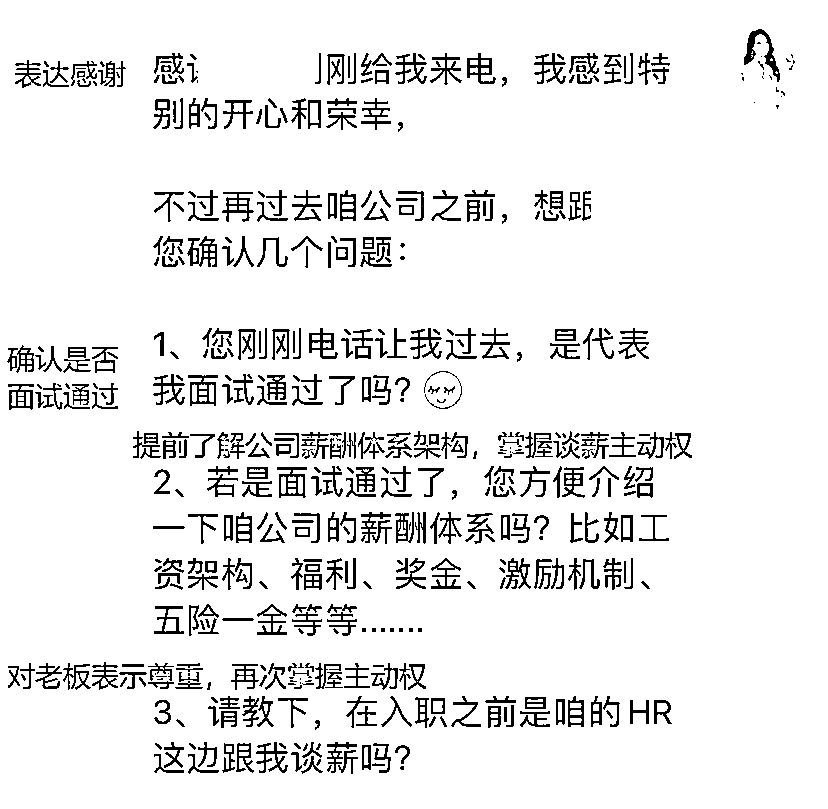 表达感谢
感 刚给我来电，我感到特
别的开心和荣幸，
不过再过去咱公司之前，想跟
您确认几个问题：
确认是否
面试通过
1、您刚刚电话让我过去，是代表
我面试通过了吗？
提前了解公司薪酬体系架构，掌握谈薪主动权
2、若是面试通过了，您方便介绍
一下咱公司的薪酬体系吗？比如工
资架构、福利、奖金、激励机制、
五险一金等等.......
对老板表示尊重，再次掌握主动权
3、请教下，在入职之前是咱的HR
这边跟我谈薪吗？